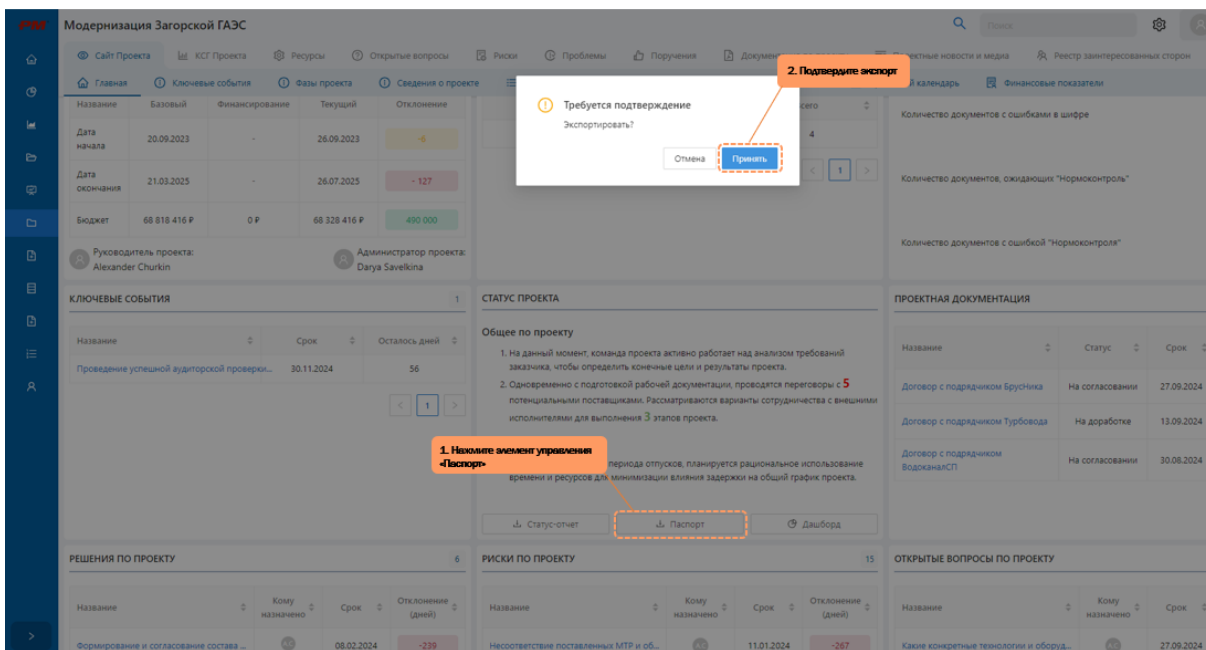 PM
Модернизация Загорской ГАЭС
Поиск
Сайт Проекта
КСГ Проекта
Ресурсы
Открытые вопросы
Риски
Проблемы
Поручения
Проектные новости и медиа
Реестр заинтересованных сторон
Главная
Ключевые события
Фазы проекта
Сведения о проекте
календарь
Финансовые показатели
2. Подтвердите экспорт
Требуется подтверждение
Экспортировать?
Отмена
Принять
Название Базовый Финансирование Текущий Отклонение
Дата начала 20.09.2023 - 26.09.2023 -6
Дата окончания 21.03.2025 - 26.07.2025 - 127
Бюджет 68 818 416 ₽ 0 ₽ 68 328 416 ₽ 490 000
Руководитель проекта:
Alexander Churkin
Администратор проекта:
Darya Savelkina
4
1
Количество документов с ошибками в шифре
Количество документов, ожидающих "Нормоконтроль"
Количество документов с ошибкой "Нормоконтроля"
КЛЮЧЕВЫЕ СОБЫТИЯ 1
Название Срок Осталось дней
Проведение успешной аудиторской проверки... 30.11.2024 56
1
СТАТУС ПРОЕКТА
Общее по проекту
1. На данный момент, команда проекта активно работает над анализом требований
заказчика, чтобы определить конечные цели и результаты проекта.
2. Одновременно с подготовкой рабочей документации, проводятся переговоры с 5
потенциальными поставщиками. Рассматриваются варианты сотрудничества с внешними
исполнителями для выполнения 3 этапов проекта.
1. Нажмите элемент управления
«Паспорт»
периода отпусков, планируется рациональное использование
времени и ресурсов для минимизации влияния задержки на общий график проекта.
Статус-отчет
Паспорт
Дашборд
ПРОЕКТНАЯ ДОКУМЕНТАЦИЯ
Название Статус Срок
Договор с подрядчиком Брусника На согласовании 27.09.2024
Договор с подрядчиком Турбовода На доработке 13.09.2024
Договор с подрядчиком
ВодоканалСП На согласовании 30.08.2024
РЕШЕНИЯ ПО ПРОЕКТУ 6
Название Кому назначено Срок Отклонение (дней)
Формирование и согласование состава ... 08.02.2024 -239
РИСКИ ПО ПРОЕКТУ 15
Название Кому назначено Срок Отклонение (дней)
Несоответствие поставленных МТР и об... 11.01.2024 -267
ОТКРЫТЫЕ ВОПРОСЫ ПО ПРОЕКТУ
Название Кому назначено Срок
Какие конкретные технологии и оборуд... 27.09.2024